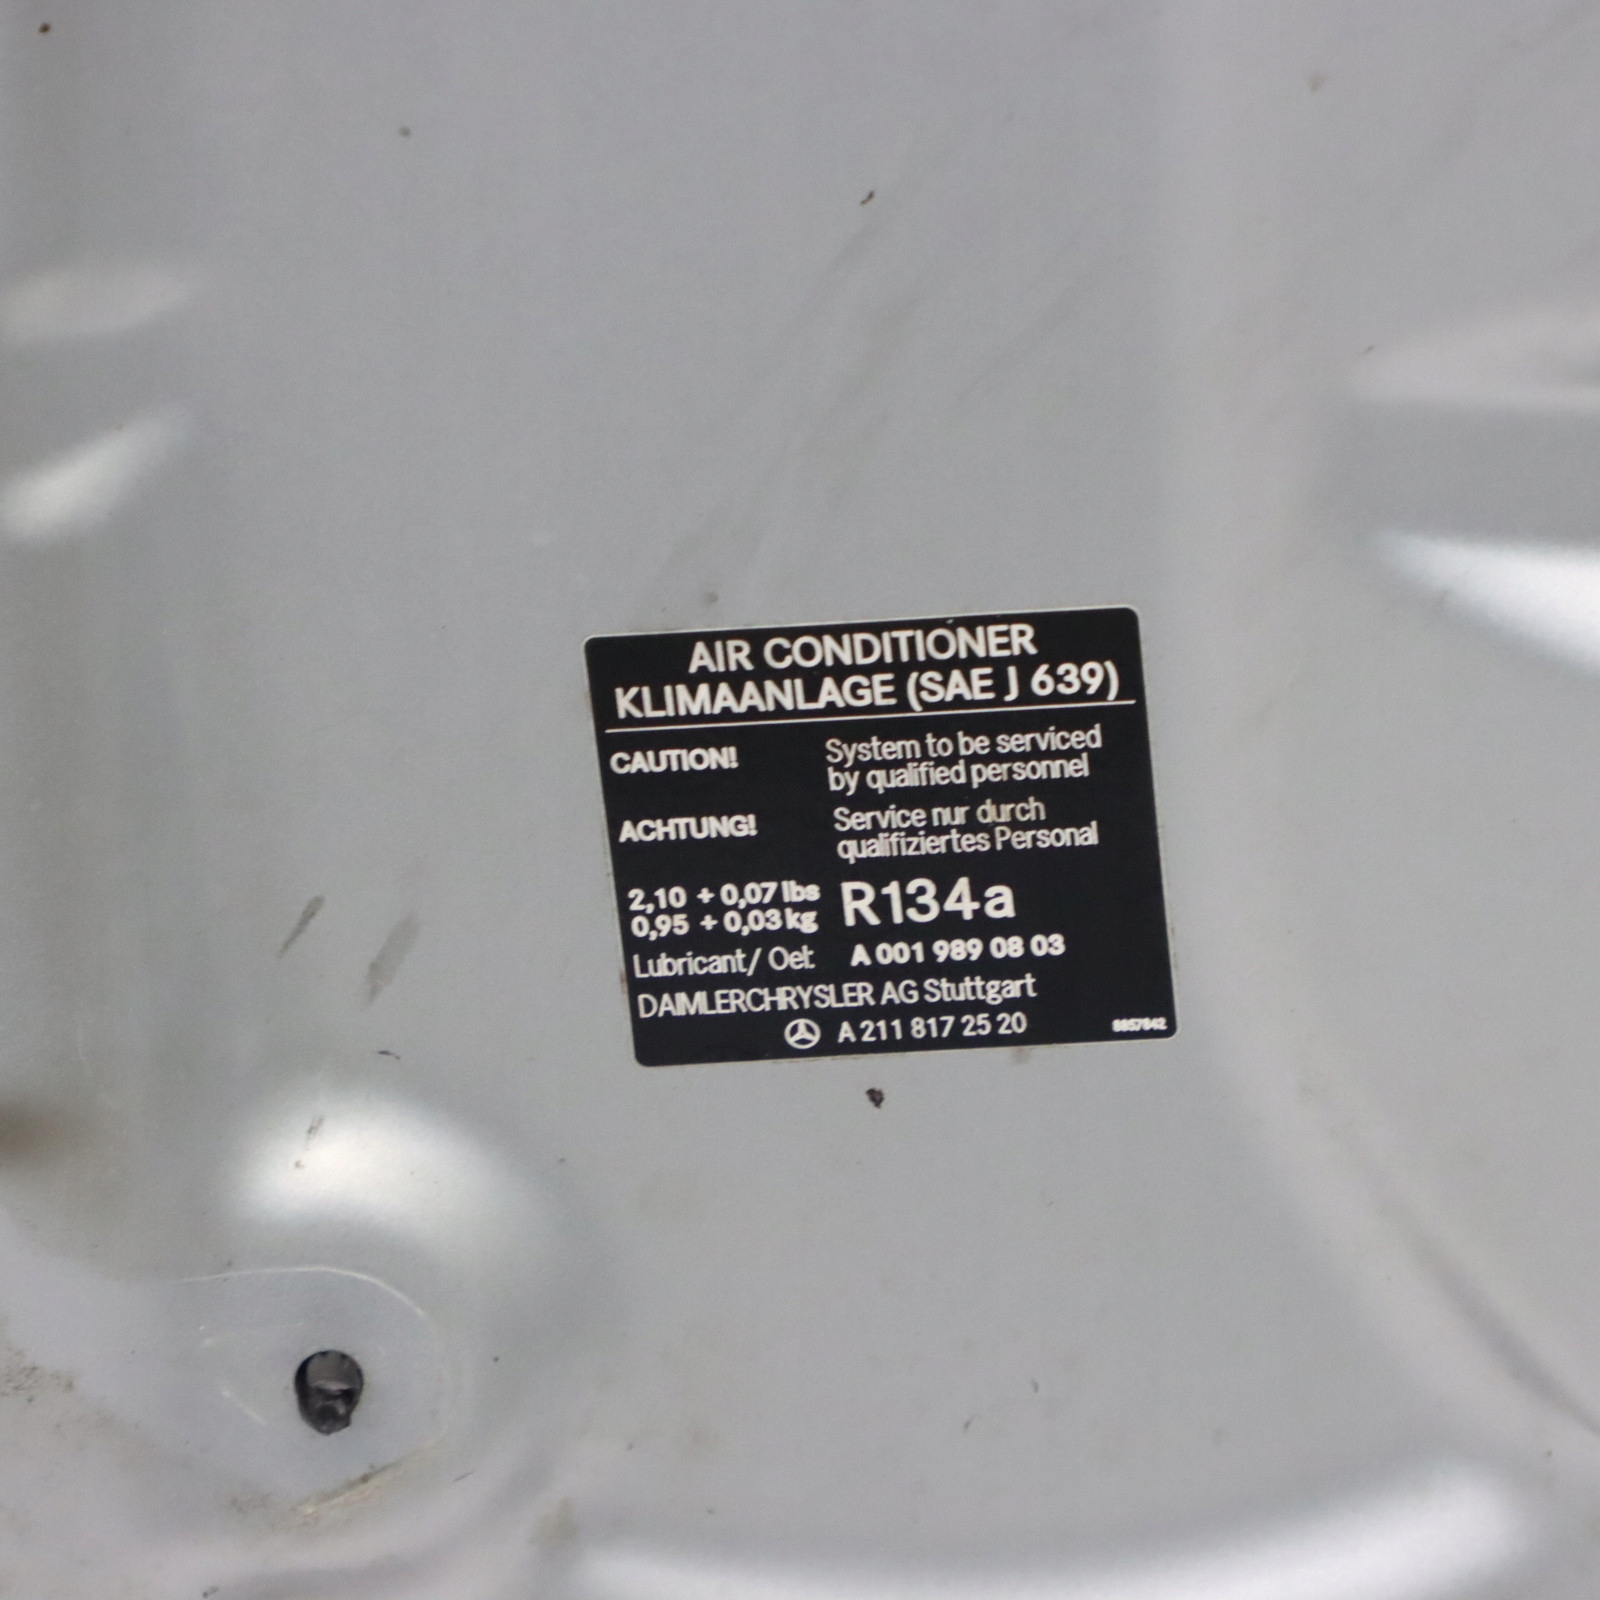 AIR CONDITIONER
KLIMAANLAGE (SAE J 639)
CAUTION! System to be serviced
by qualified personnel
ACHTUNG! Service nur durch
qualifiziertes Personal
2,10 + 0,07 lbs R134a
0,95 + 0,03 kg
Lubricant/ Oel: A 001 989 08 03
DAIMLERCHRYSLER AG Stuttgart
A 211 817 25 20